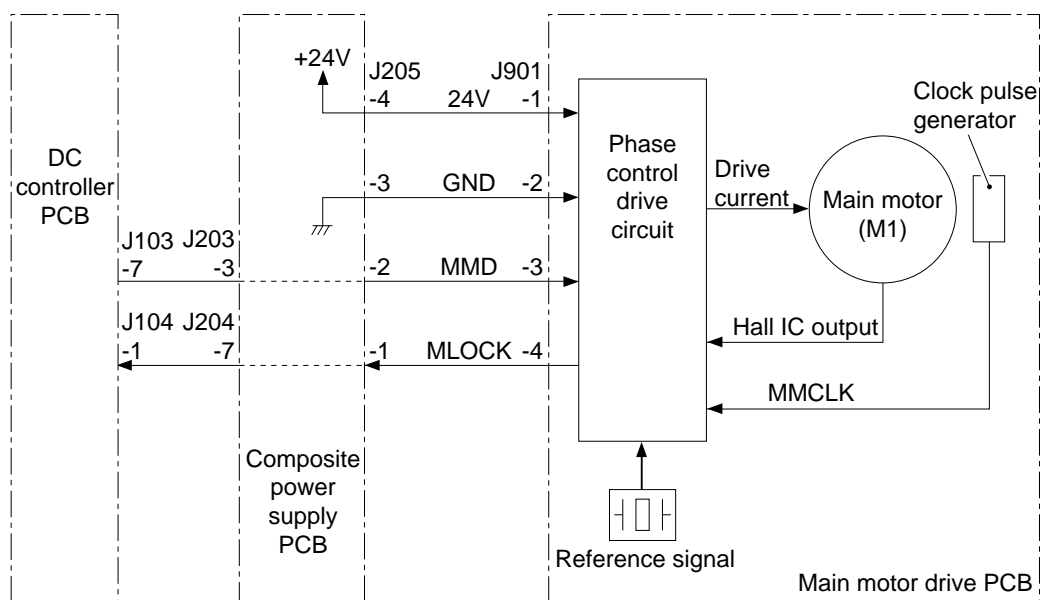 +24V
J205
J901
-4
24V
-1
Clock pulse
generator
DC
controller
PCB
Phase
control
drive
circuit
-3
GND
-2
Drive
current
Main motor
(M1)
J103
J203
-7
-3
-2
MMD
-3
J104
J204
-1
-7
-1
MLOCK
-4
Hall IC output
MMCLK
Composite
power
supply
PCB
Reference signal
Main motor drive PCB